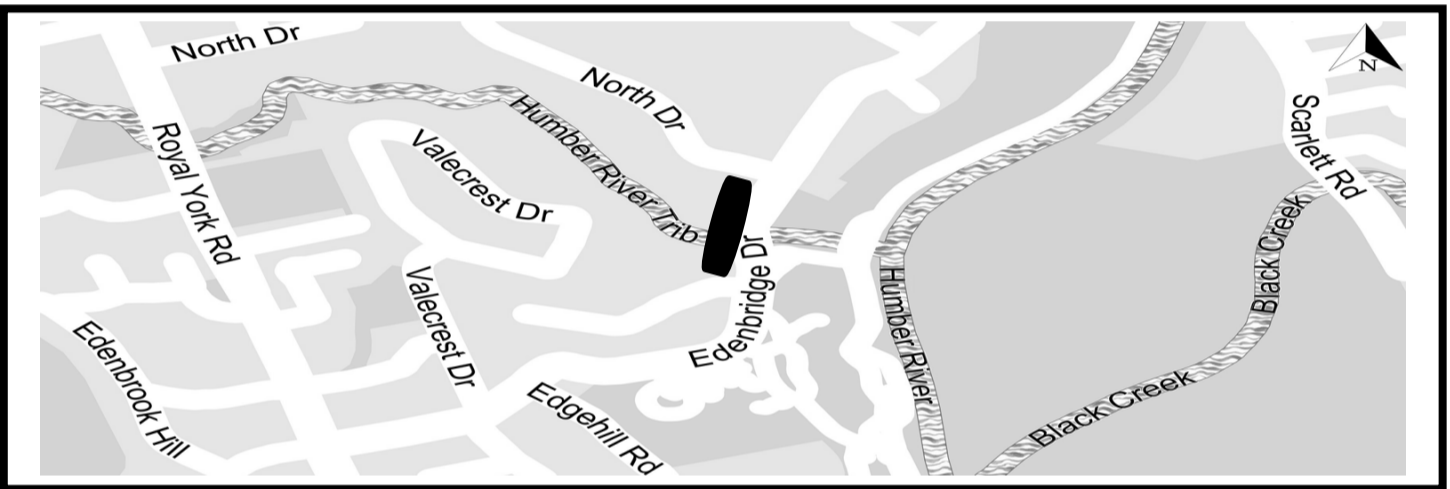 North Dr
North Dr
N
Humber River Trib
Royal York Rd
Valecrest Dr
Scarlett Rd
Black Creek
Edenbridge Dr
Humber River
Valecrest Dr
Edenbrook Hill
Edgehill Rd
Black Creek